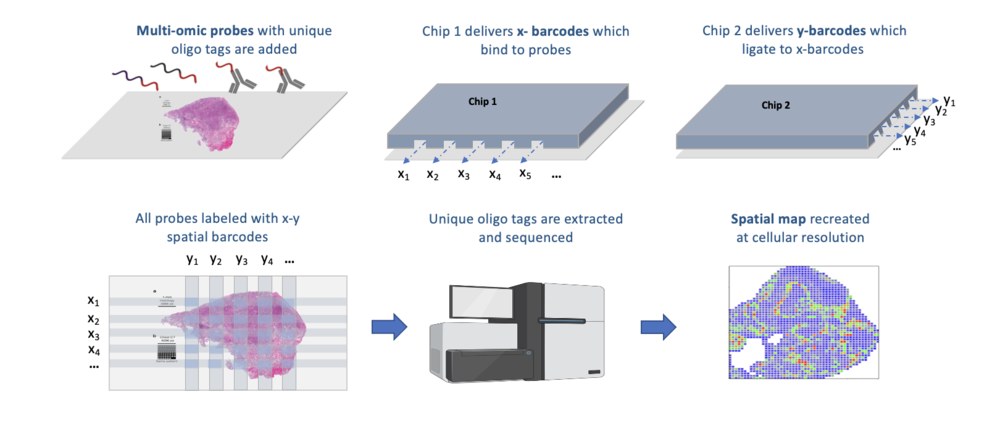 Multi-omic probes with unique
oligo tags are added
Chip 1 delivers x- barcodes which
bind to probes
Chip 2 delivers y-barcodes which
ligate to x-barcodes
Chip 1
x1 x2 x3 x4 x5 ...
Chip 2
y1
y2
y3
y4
y5
...
All probes labeled with x-y
spatial barcodes
y1 y2 y3 y4 ...
x1
x2
x3
x4
...
Unique oligo tags are extracted
and sequenced
Spatial map recreated
at cellular resolution